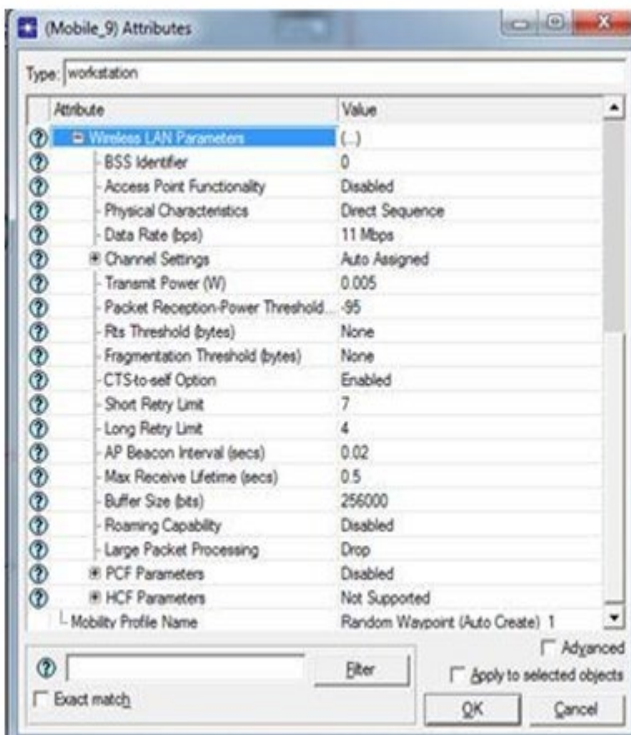 (Mobile_9) Attributes
Type: workstation
Attribute Value
Wireless LAN Parameters (...)
BSS Identifier 0
Access Point Functionality Disabled
Physical Characteristics Direct Sequence
Data Rate (bps) 11 Mbps
Channel Settings Auto Assigned
Transmit Power (W) 0.005
Packet Reception-Power Threshold... -95
Rts Threshold (bytes) None
Fragmentation Threshold (bytes) None
CTS-to-self Option Enabled
Short Retry Limit 7
Long Retry Limit 4
AP Beacon Interval (secs) 0.02
Max Receive Lifetime (secs) 0.5
Buffer Size (bits) 256000
Roaming Capability Disabled
Large Packet Processing Drop
PCF Parameters Disabled
HCF Parameters Not Supported
Mobility Profile Name Random Waypoint (Auto Create) 1
Advanced
Filter Apply to selected objects
Exact match
OK Cancel